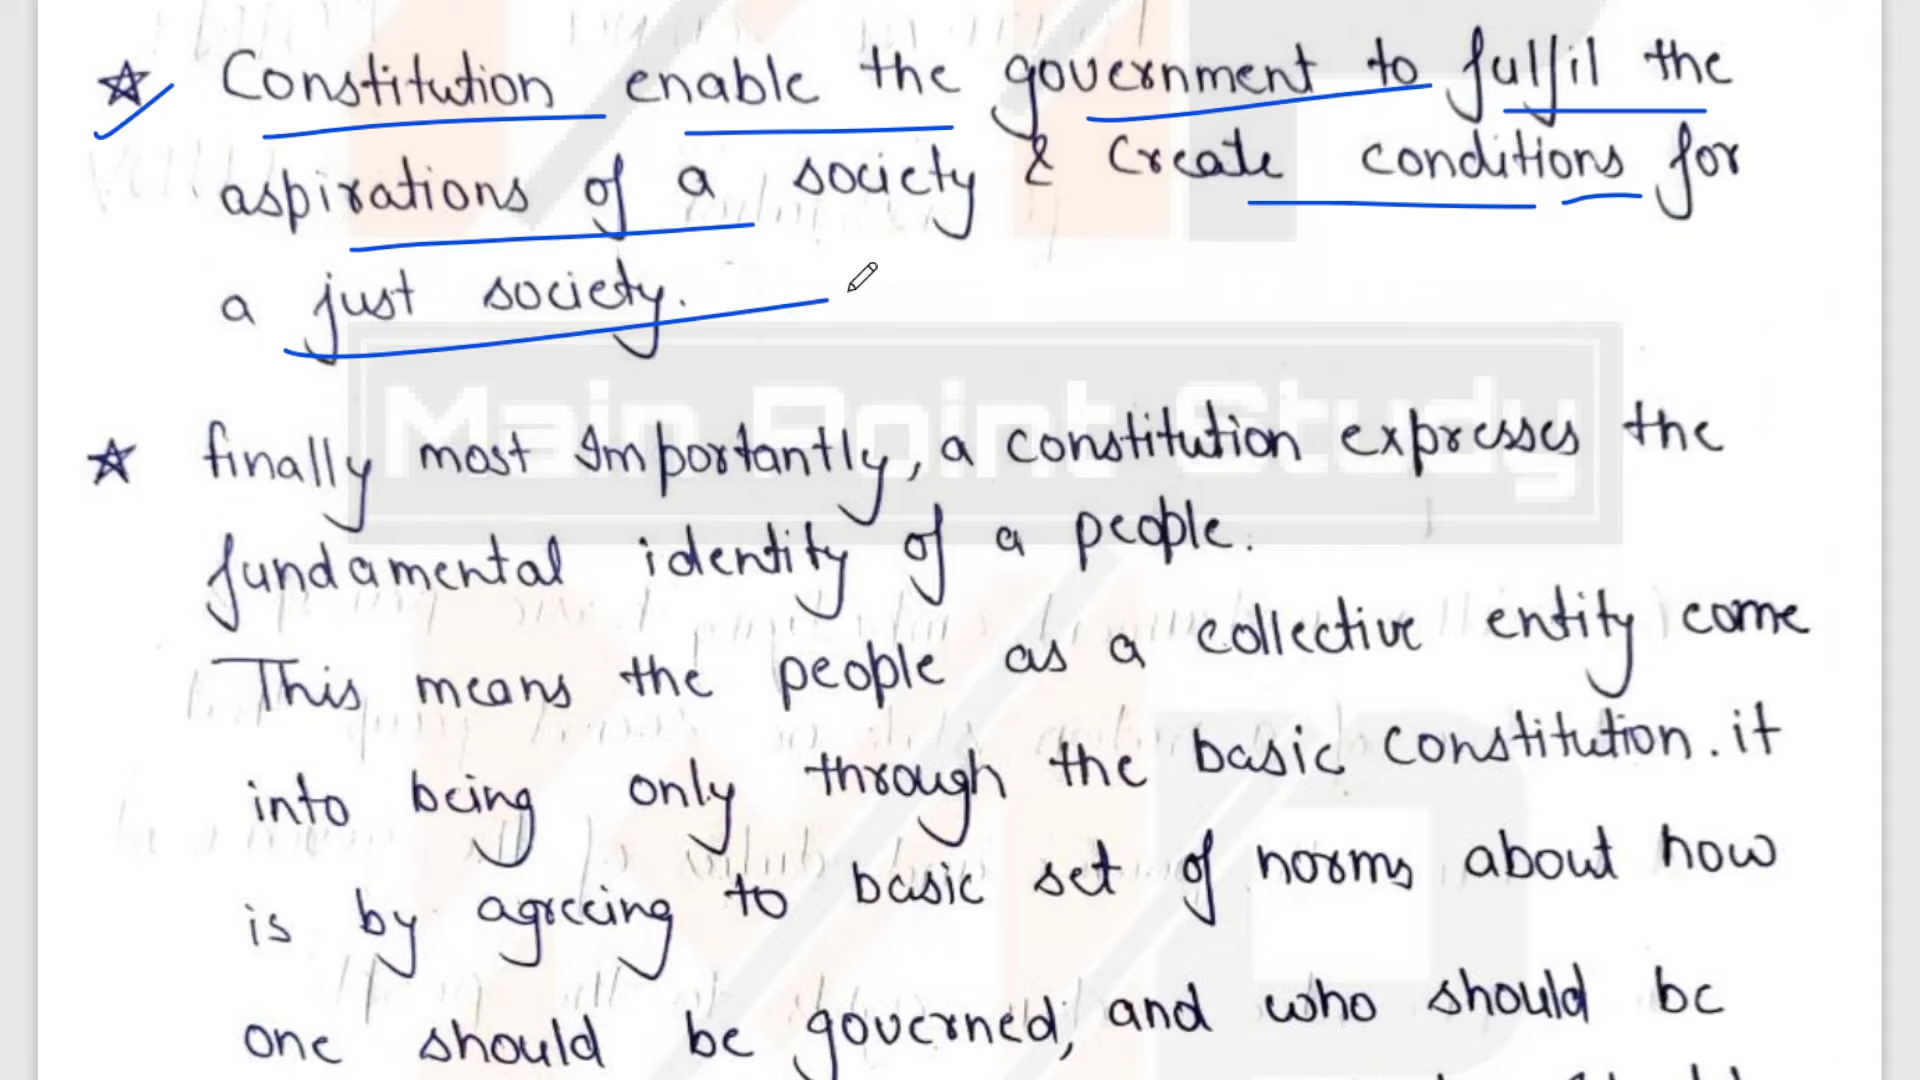 Constitution enable the government to fulfil the
aspirations of a society & Create conditions for
a just society.
Main Point Study
finally most Importantly, a constitution expresses the
fundamental identity of a people.
This means the people as a collective entity come
into being only through the basic constitution. it
is by agreeing to basic set of norms about how
one should be governed, and who should be